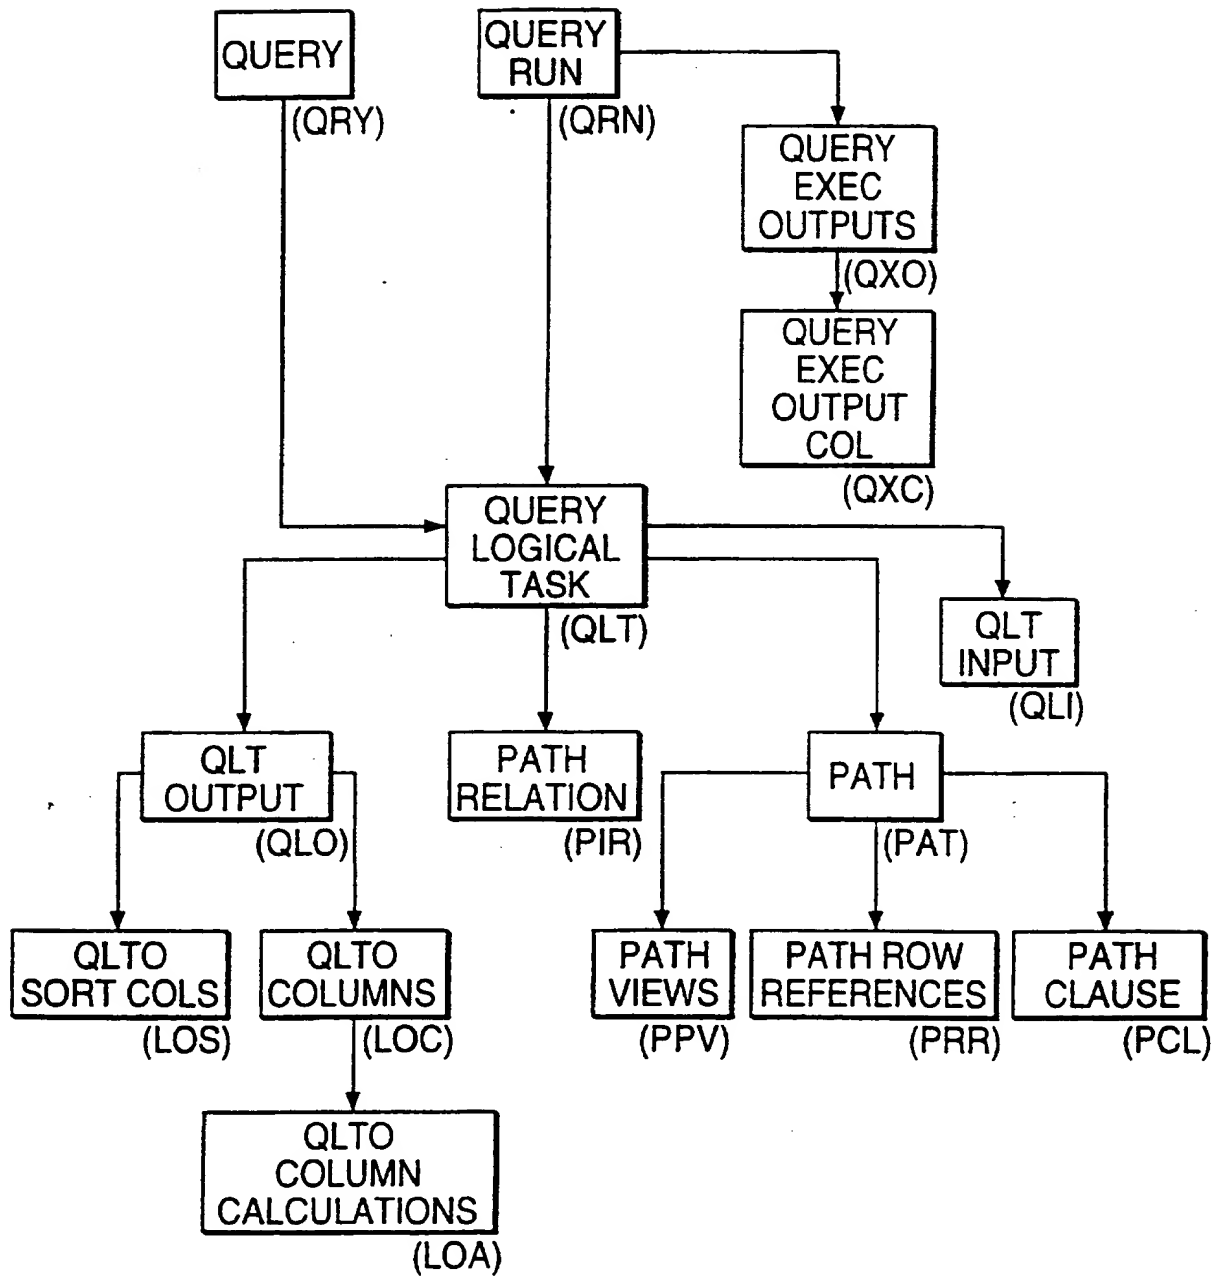 QUERY
(QRY)
QUERY
RUN
(QRN)
QUERY
EXEC
OUTPUTS
(QXO)
QUERY
EXEC
OUTPUT
COL
(QXC)
QUERY
LOGICAL
TASK
(QLT)
QLT
INPUT
(QLI)
QLT
OUTPUT
(QLO)
PATH
RELATION
(PIR)
PATH
(PAT)
QLTO
SORT COLS
(LOS)
QLTO
COLUMNS
(LOC)
PATH
VIEWS
(PPV)
PATH ROW
REFERENCES
(PRR)
PATH
CLAUSE
(PCL)
QLTO
COLUMN
CALCULATIONS
(LOA)